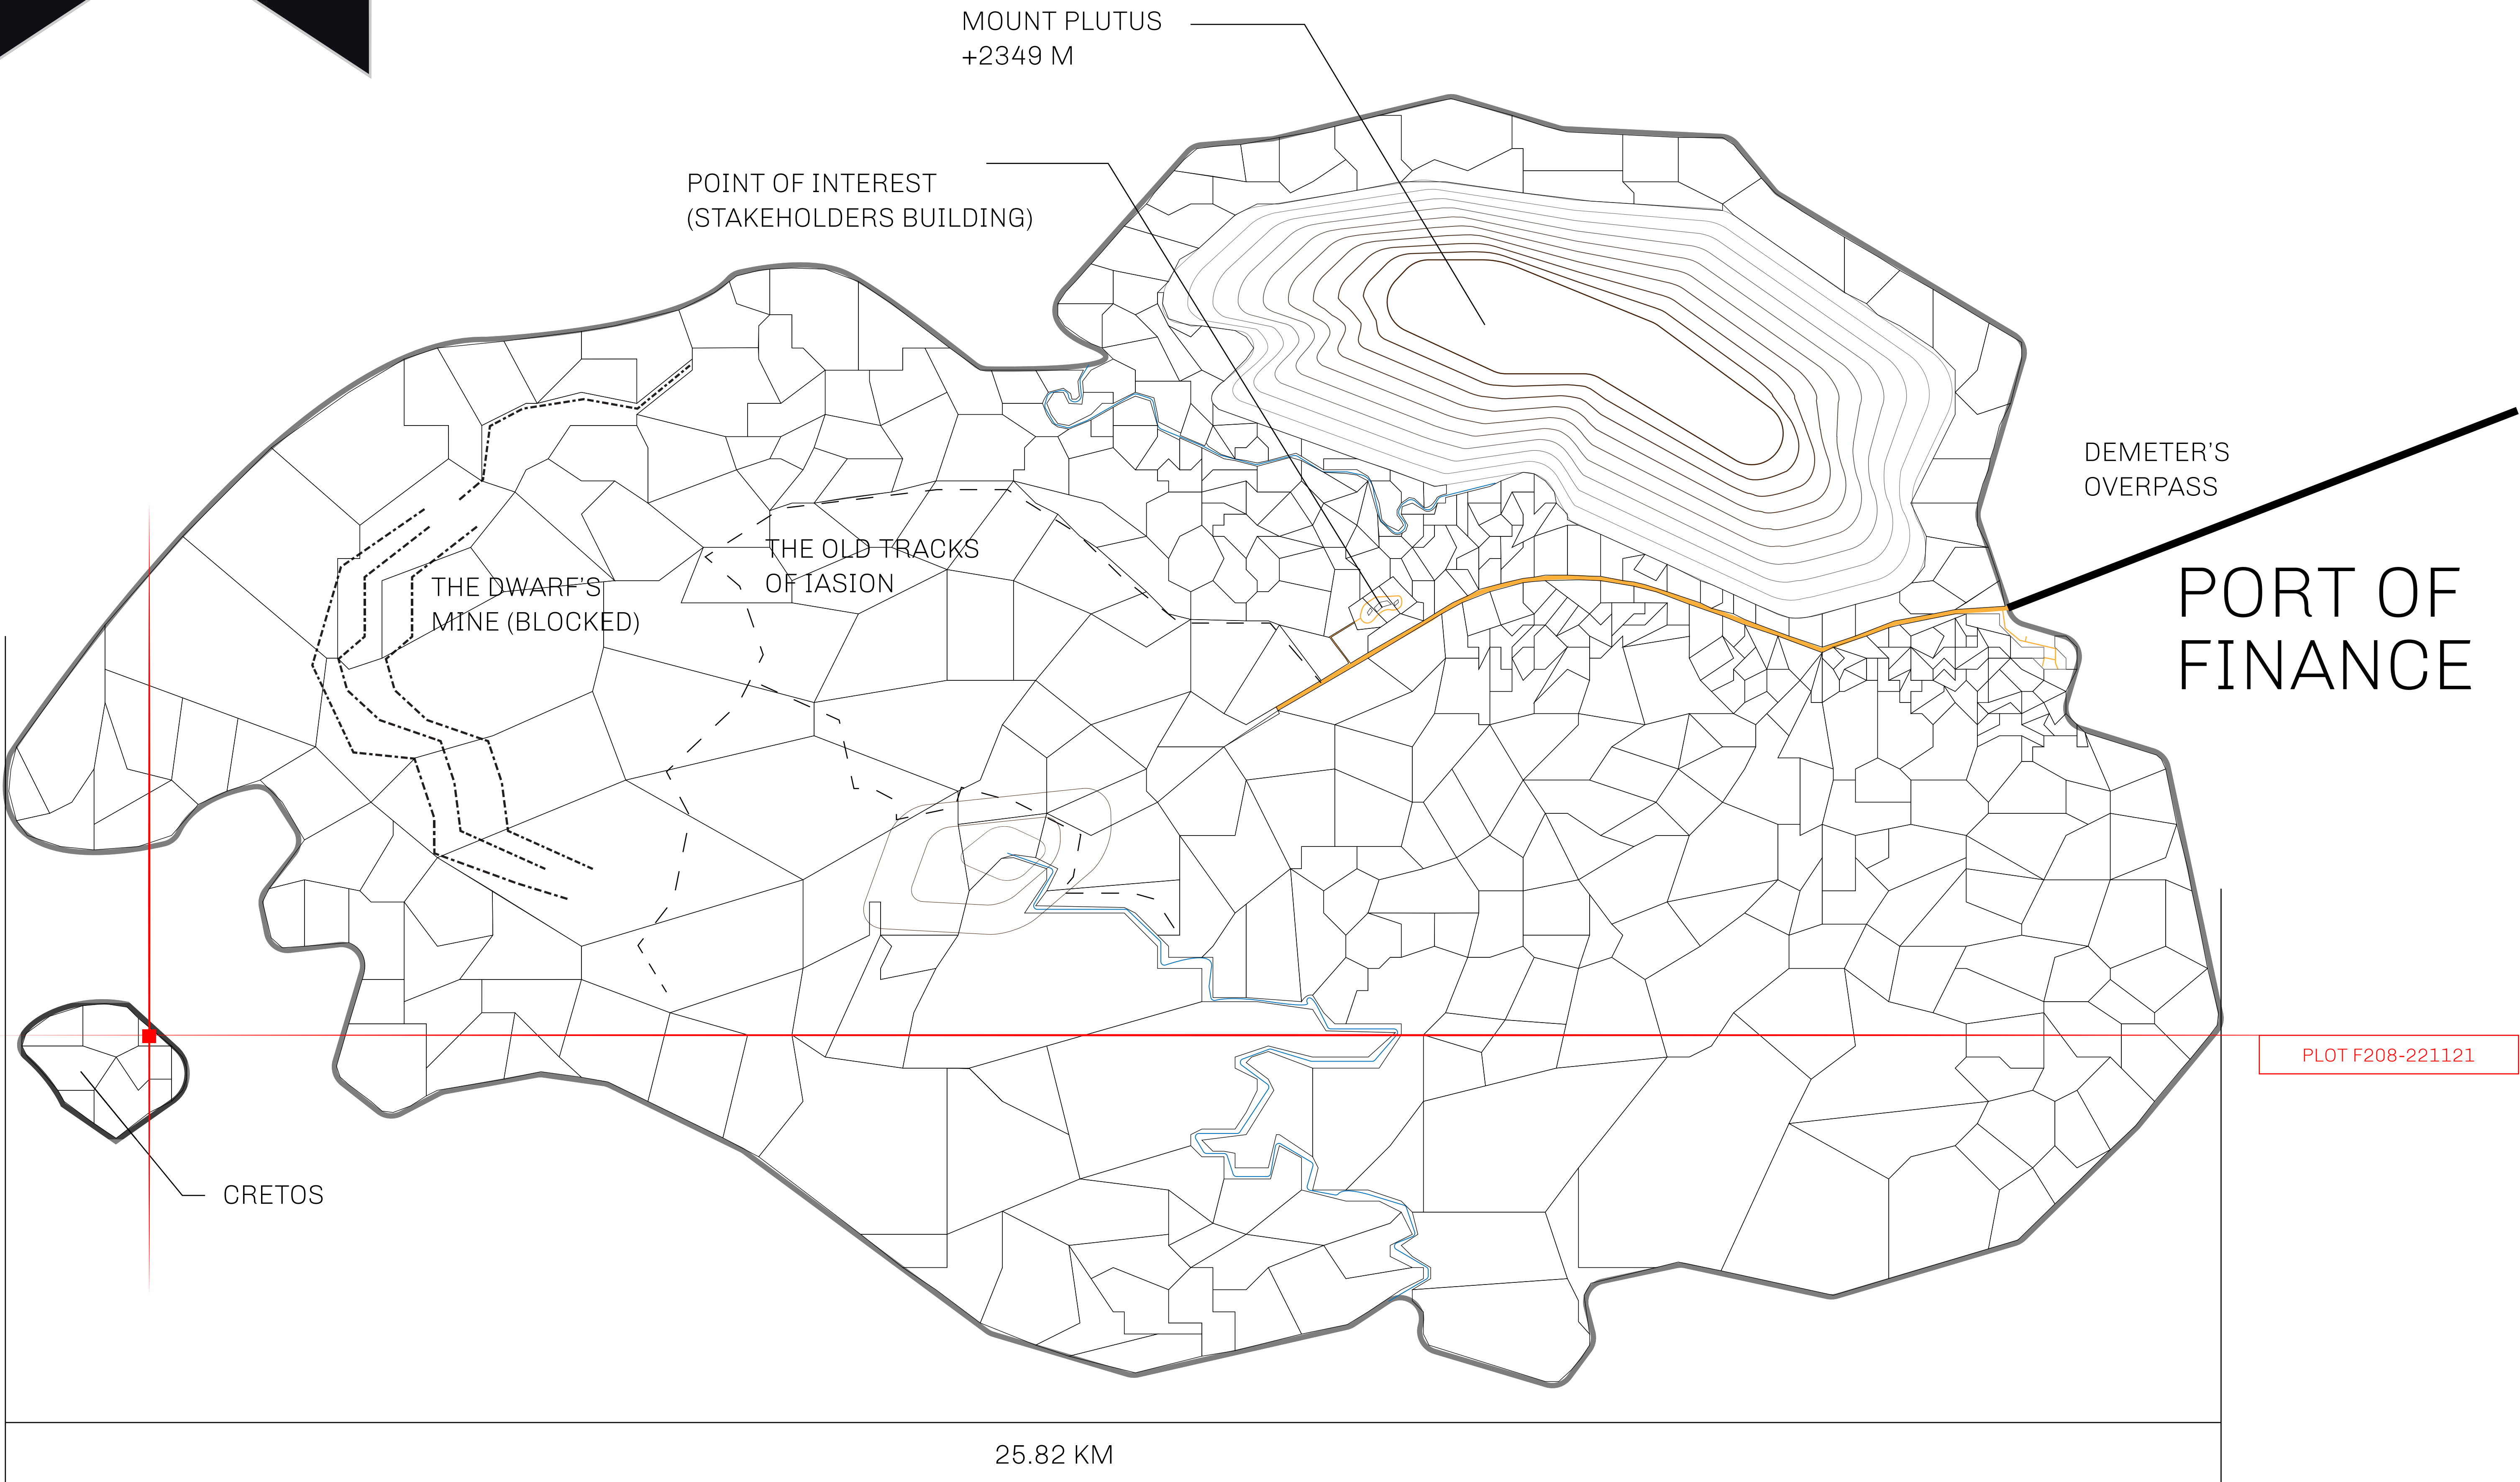 MOUNT PLUTUS
+2349 M
POINT OF INTEREST
(STAKEHOLDERS BUILDING)
DEMETER'S
OVERPASS
THE OLD TRACKS
OF IASION
THE DWARF'S
MINE (BLOCKED)
PORT OF
FINANCE
PLOT F208-221121
CRETOS
25.82 KM